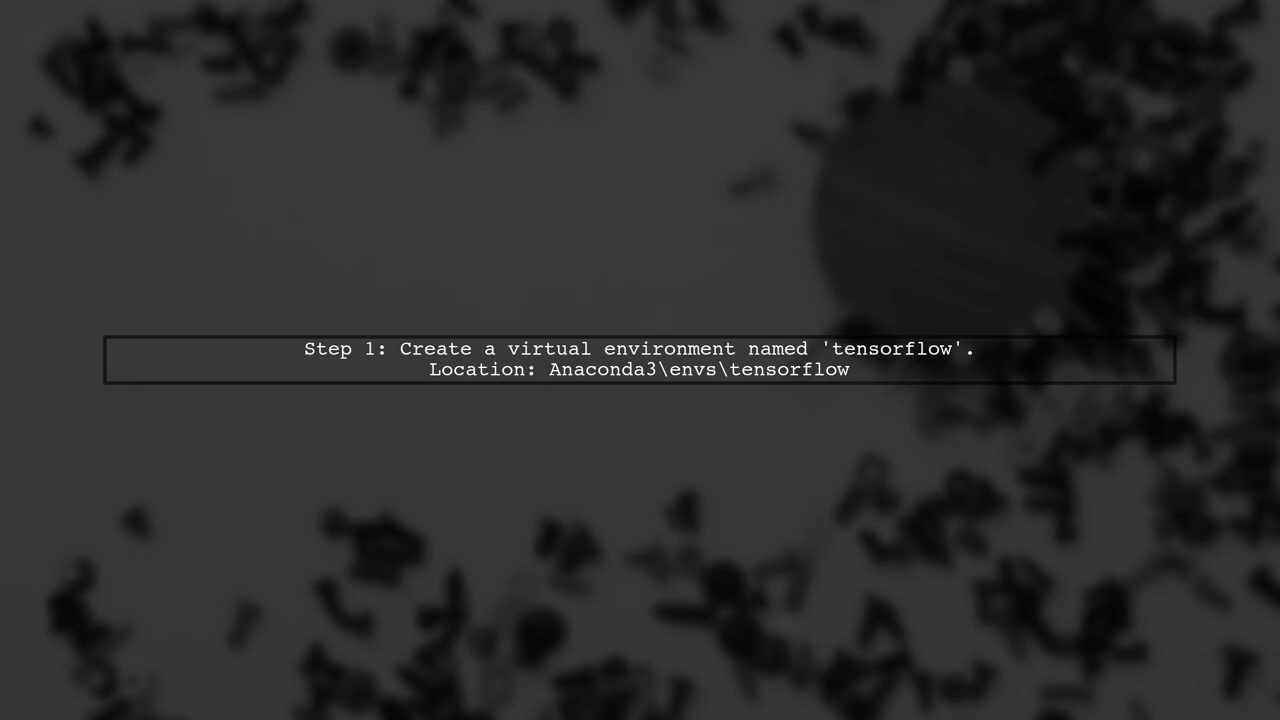 Step 1: Create a virtual environment named 'tensorflow'.
Location: Anaconda3\envs\tensorflow